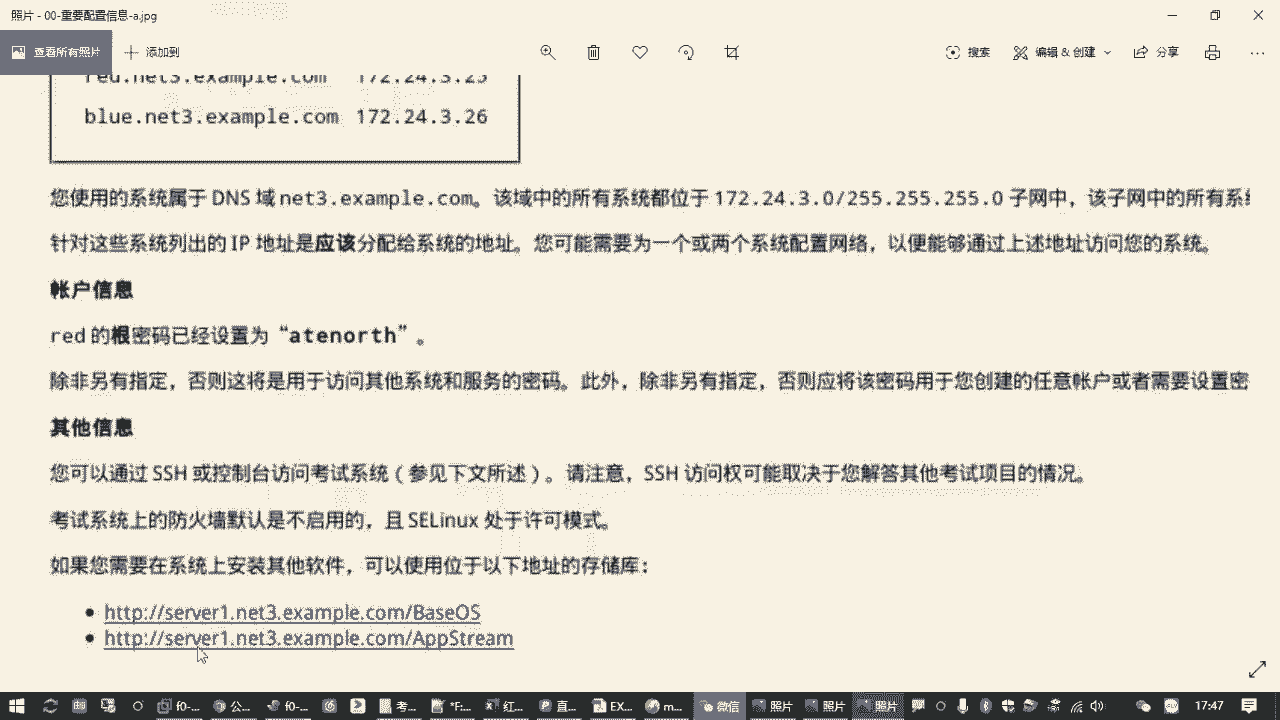 照片 - 00-重要配置信息-a.jpg
查看所有照片 添加到 搜索 编辑 & 创建 分享
red.net3.example.com 172.24.3.25
blue.net3.example.com 172.24.3.26
您使用的系统属于 DNS 域 net3.example.com。该域中的所有系统都位于 172.24.3.0/255.255.255.0 子网中，该子网中的所有系
针对这些系统列出的 IP 地址是应该分配给系统的地址。您可能需要为一个或两个系统配置网络，以便能够通过上述地址访问您的系统。
帐户信息
red 的根密码已经设置为“atenorth”。
除非另有指定，否则这将是用于访问其他系统和服务的密码。此外，除非另有指定，否则应将该密码用于您创建的任意帐户或者需要设置密
其他信息
您可以通过 SSH 或控制台访问考试系统（参见下文所述）。请注意，SSH 访问权可能取决于您解答其他考试项目的情况。
考试系统上的防火墙默认是不启用的，且 SELinux 处于许可模式。
如果您需要在系统上安装其他软件，可以使用位于以下地址的存储库：
http://server1.net3.example.com/BaseOS
http://server1.net3.example.com/AppStream
f0-... 公... f0-... 考... *F:... 红... 直... EX... m... 微信 照片 照片 照片 17:47